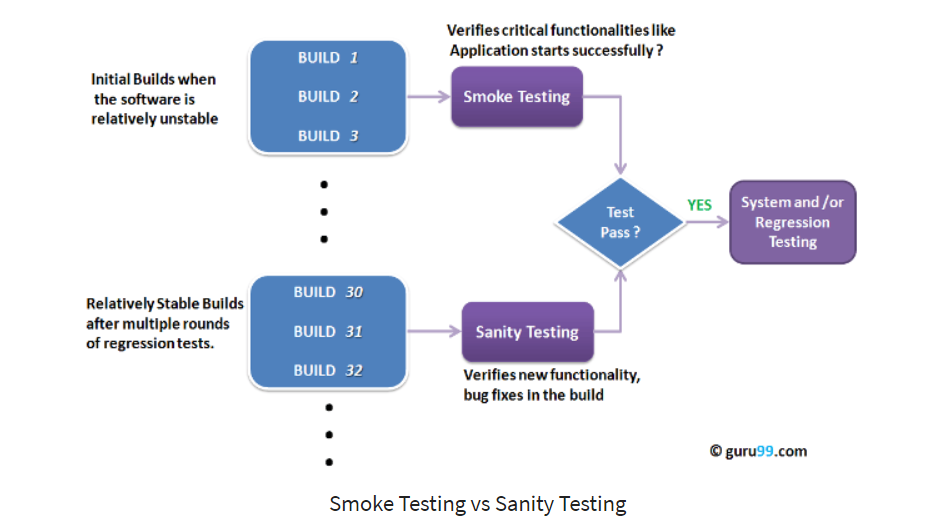 Verifies critical functionalities like
Application starts successfully ?
Initial Builds when
the software is
relatively unstable
BUILD 1
BUILD 2
BUILD 3
Smoke Testing
Test
Pass ?
YES
System and /or
Regression
Testing
Relatively Stable Builds
after multiple rounds
of regression tests.
BUILD 30
BUILD 31
BUILD 32
Sanity Testing
Verifies new functionality,
bug fixes in the build
© guru99.com
Smoke Testing vs Sanity Testing